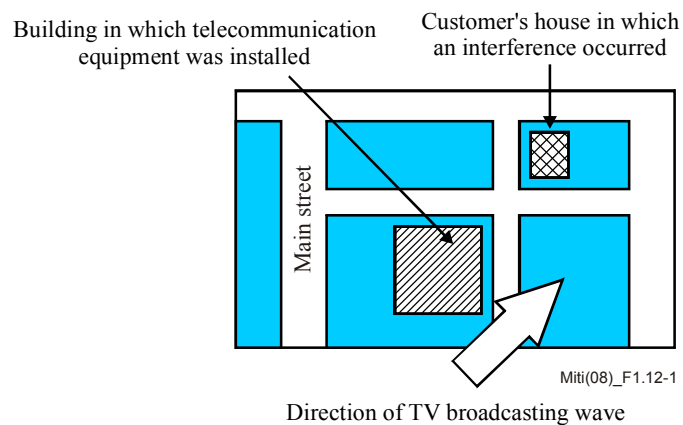 Building in which telecommunication
equipment was installed
Customer's house in which
an interference occurred
Main street
Miti(08)_F1.12-1
Direction of TV broadcasting wave